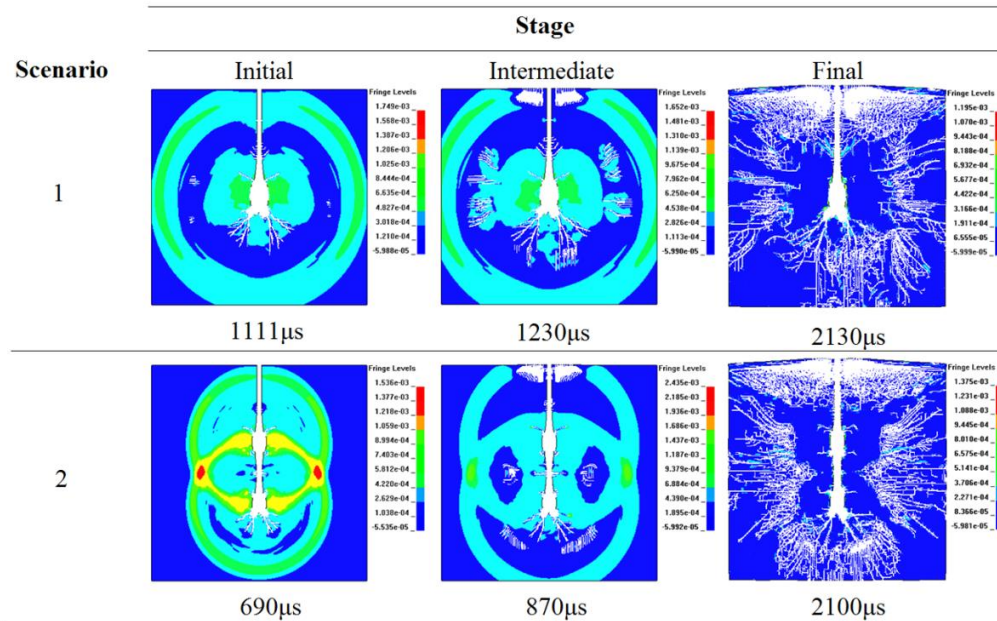 Stage
Scenario
Initial
Intermediate
Final
1
Fringe Levels
1.749e-03
1.568e-03
1.387e-03
1.206e-03
1.025e-03
8.444e-04
6.635e-04
4.827e-04
3.018e-04
1.210e-04
-5.988e-05
1111μs
Fringe Levels
1.652e-03
1.481e-03
1.310e-03
1.139e-03
9.675e-04
7.962e-04
6.250e-04
4.538e-04
2.826e-04
1.113e-04
-5.990e-05
1230μs
Fringe Levels
1.195e-03
1.070e-03
9.443e-04
8.188e-04
6.932e-04
5.677e-04
4.422e-04
3.166e-04
1.911e-04
6.555e-05
-5.999e-05
2130μs
2
Fringe Levels
1.536e-03
1.377e-03
1.218e-03
1.059e-03
8.994e-04
7.403e-04
5.812e-04
4.220e-04
2.629e-04
1.038e-04
-5.535e-05
690μs
Fringe Levels
2.435e-03
2.185e-03
1.936e-03
1.686e-03
1.437e-03
1.187e-03
9.379e-04
6.884e-04
4.390e-04
1.895e-04
-5.992e-05
870μs
Fringe Levels
1.375e-03
1.231e-03
1.088e-03
9.445e-04
8.010e-04
6.575e-04
5.141e-04
3.706e-04
2.271e-04
8.366e-05
-5.981e-05
2100μs